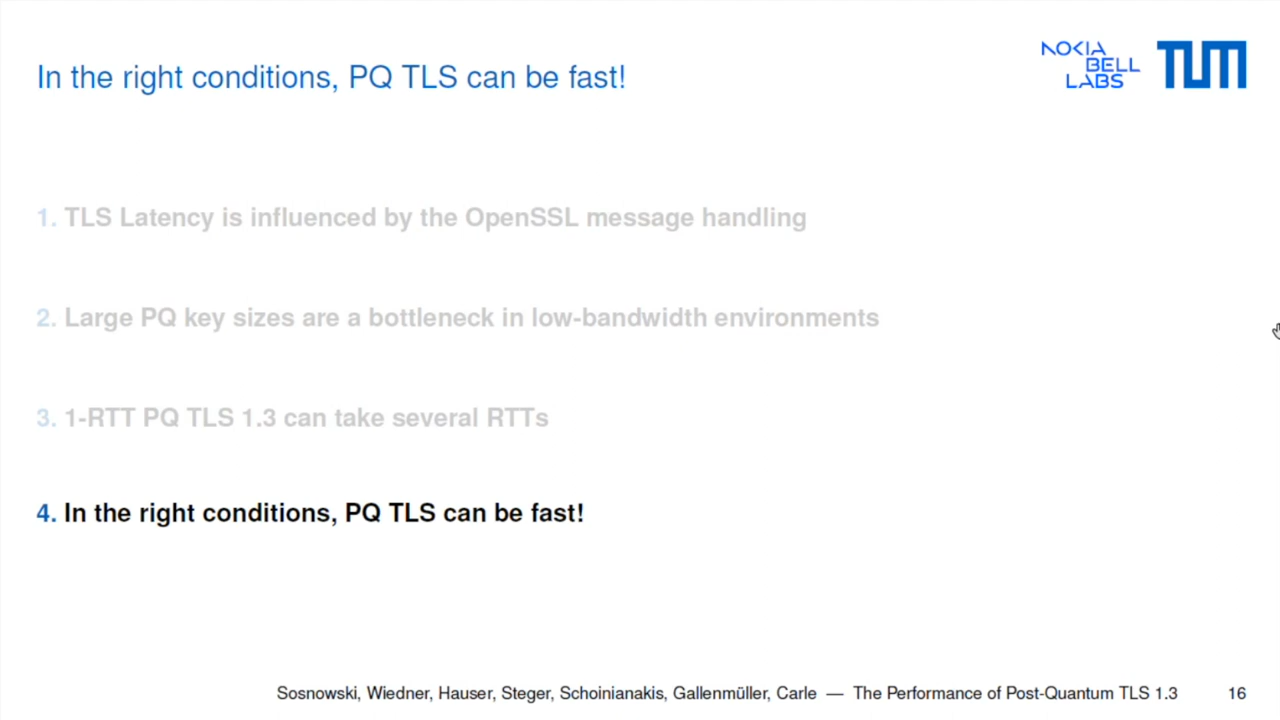 In the right conditions, PQ TLS can be fast!
NOKIA
BELL
LABS
TUM
1. TLS Latency is influenced by the OpenSSL message handling
2. Large PQ key sizes are a bottleneck in low-bandwidth environments
3. 1-RTT PQ TLS 1.3 can take several RTTs
4. In the right conditions, PQ TLS can be fast!
Sosnowski, Wiedner, Hauser, Steger, Schoinianakis, Gallenmüller, Carle — The Performance of Post-Quantum TLS 1.3 16